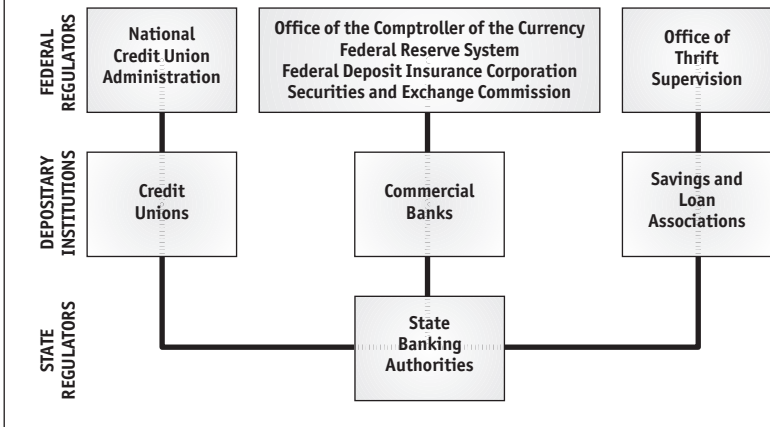 FEDERAL
REGULATORS
National
Credit Union
Administration
Office of the Comptroller of the Currency
Federal Reserve System
Federal Deposit Insurance Corporation
Securities and Exchange Commission
Office of
Thrift
Supervision
DEPOSITARY
INSTITUTIONS
Credit
Unions
Commercial
Banks
Savings and
Loan
Associations
STATE
REGULATORS
State
Banking
Authorities